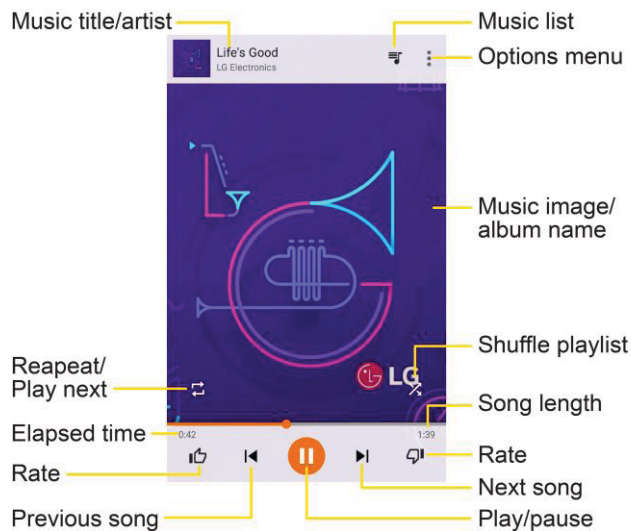 Music title/artist
Music list
Life's Good
LG Electronics
Options menu
Music image/
album name
Shuffle playlist
Reapeat/
Play next
LG
Song length
Elapsed time
0:42
1:39
Rate
Rate
Next song
Previous song
Play/pause